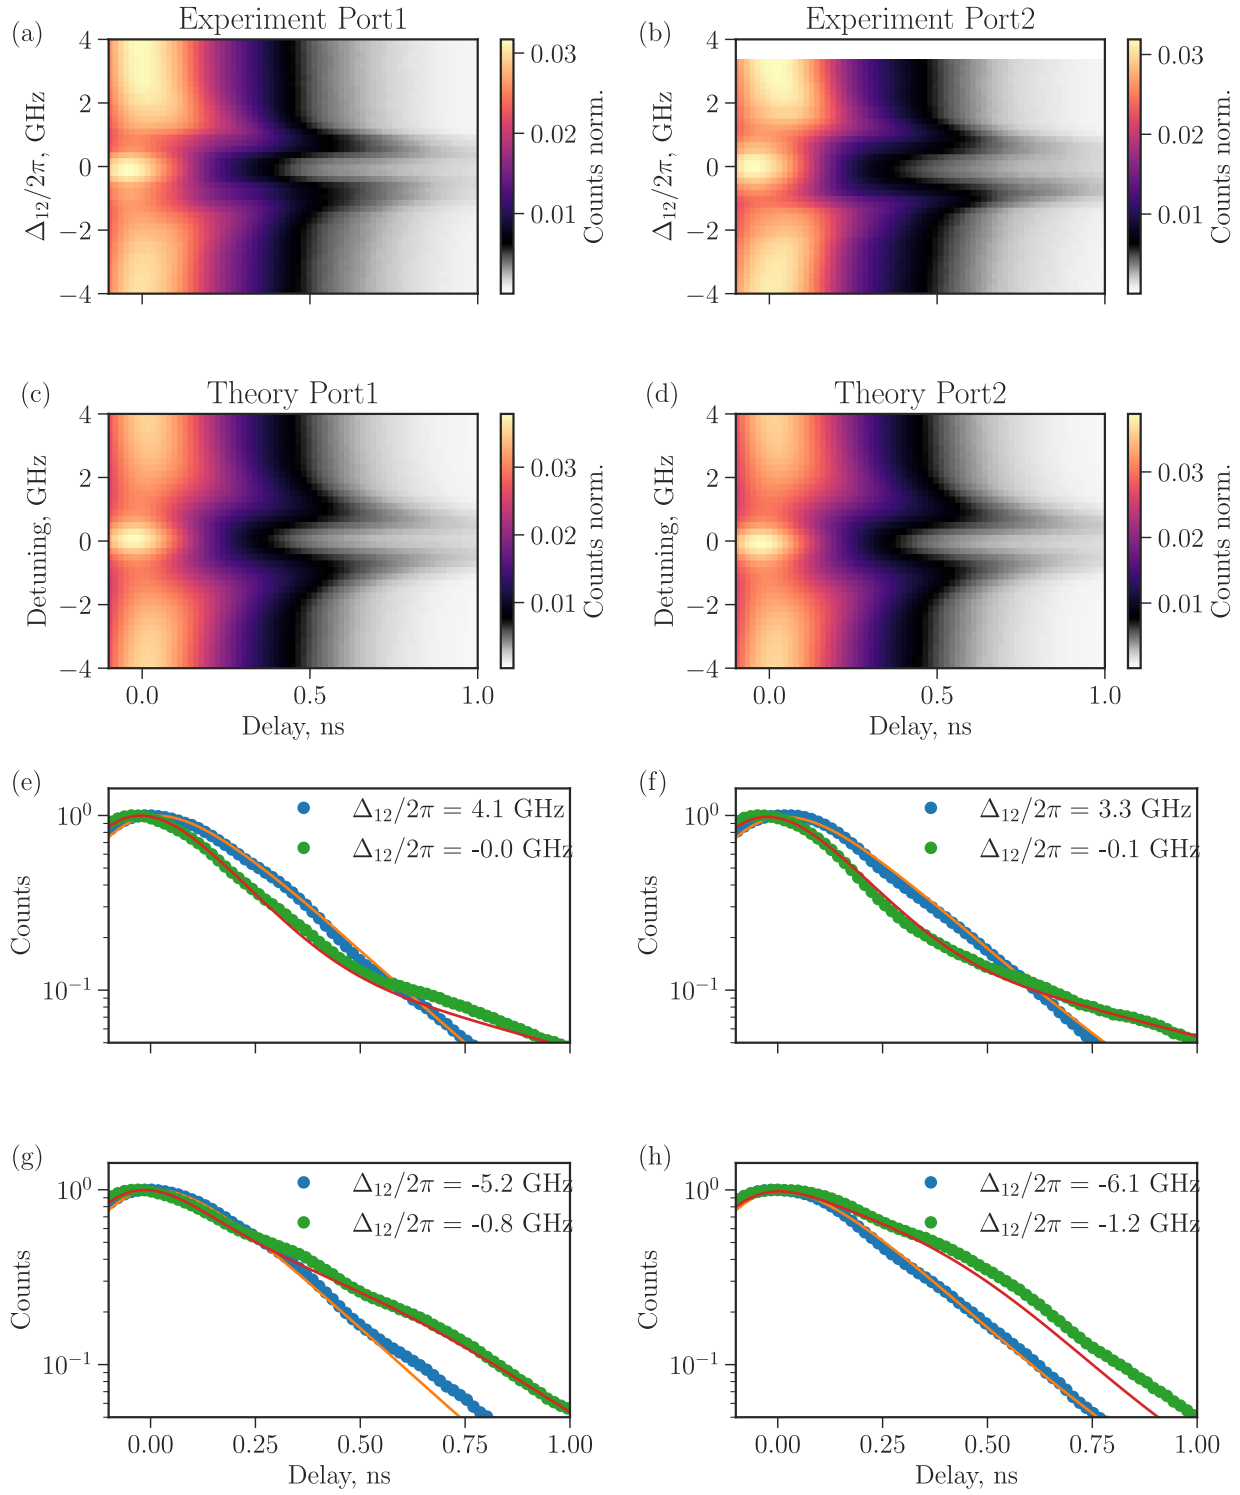 (a) Experiment Port1
Δ12/2π, GHz
4
2
0
−2
−4
0.03
0.02
0.01
Counts norm.
(b) Experiment Port2
Δ12/2π, GHz
4
2
0
−2
−4
0.03
0.02
0.01
Counts norm.
(c) Theory Port1
Detuning, GHz
4
2
0
−2
−4
0.0 0.5 1.0
Delay, ns
0.03
0.02
0.01
Counts norm.
(d) Theory Port2
Detuning, GHz
4
2
0
−2
−4
0.0 0.5 1.0
Delay, ns
0.03
0.02
0.01
Counts norm.
(e)
Counts
10^0
10^−1
Δ12/2π = 4.1 GHz
Δ12/2π = -0.0 GHz
(f)
Counts
10^0
10^−1
Δ12/2π = 3.3 GHz
Δ12/2π = -0.1 GHz
(g)
Counts
10^0
10^−1
Δ12/2π = -5.2 GHz
Δ12/2π = -0.8 GHz
0.00 0.25 0.50 0.75 1.00
Delay, ns
(h)
Counts
10^0
10^−1
Δ12/2π = -6.1 GHz
Δ12/2π = -1.2 GHz
0.00 0.25 0.50 0.75 1.00
Delay, ns